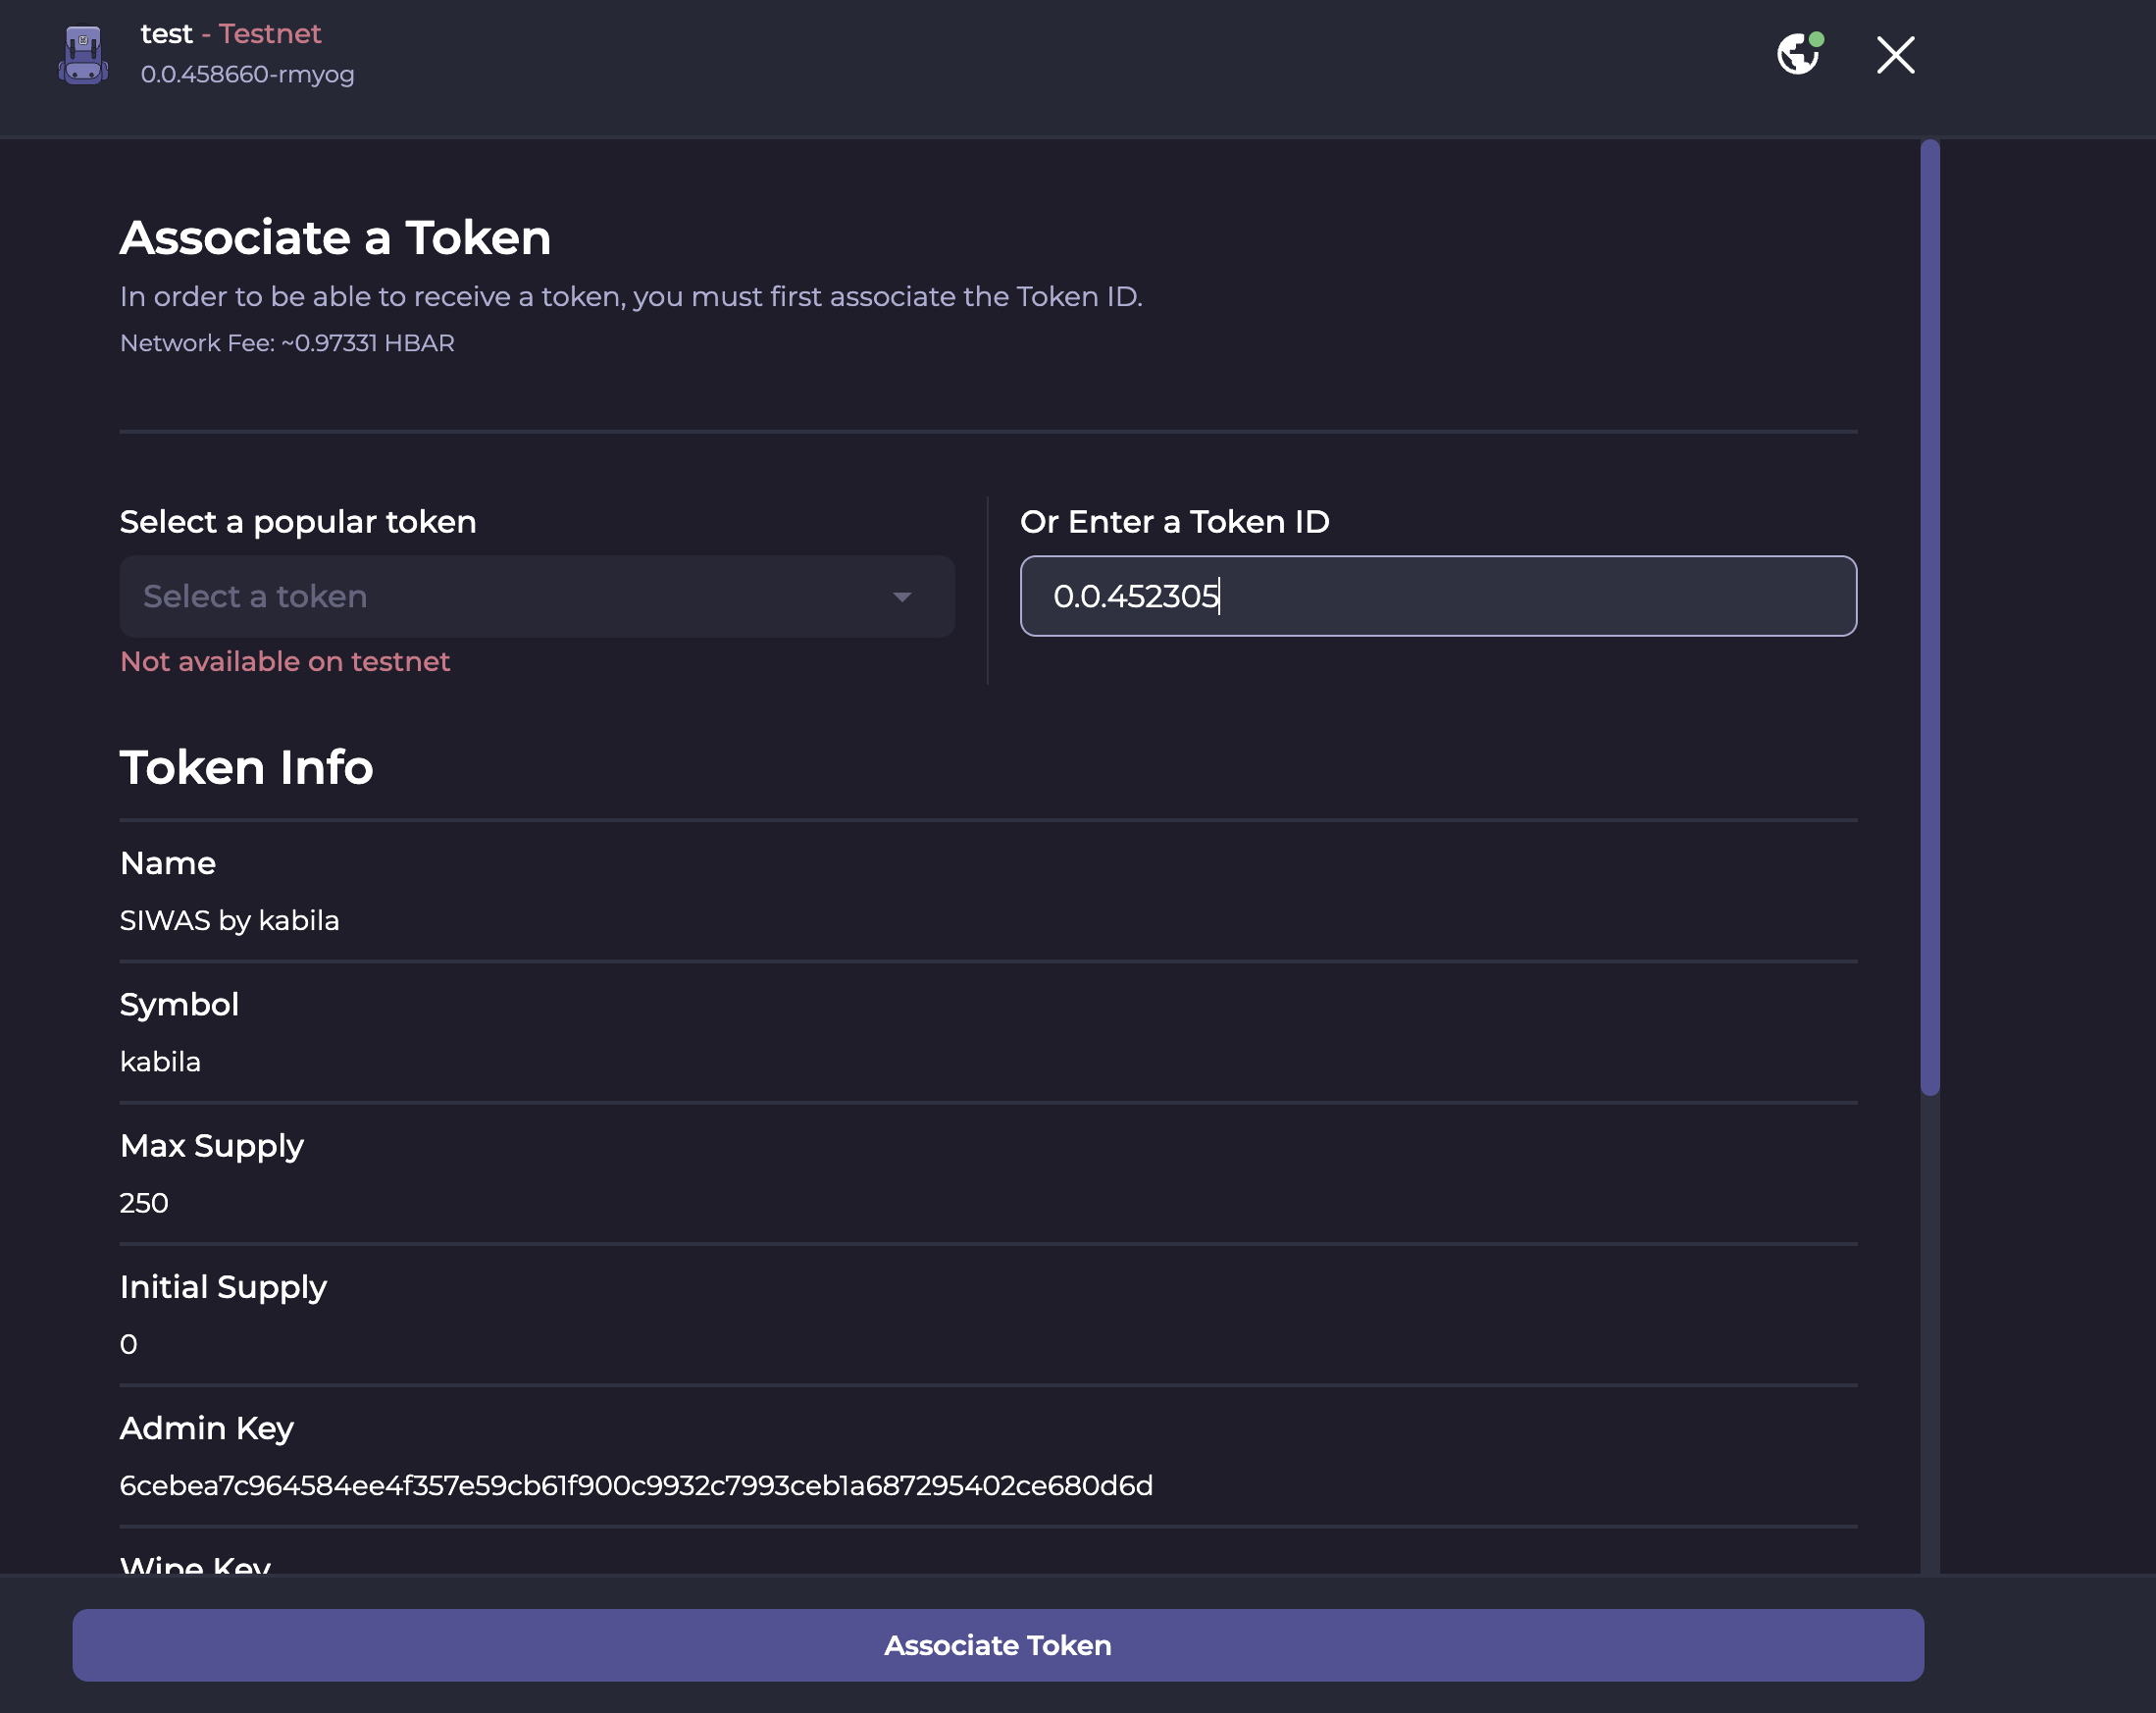 test - Testnet
0.0.458660-rmyog
Associate a Token
In order to be able to receive a token, you must first associate the Token ID.
Network Fee: ~0.97331 HBAR
Select a popular token
Select a token
Not available on testnet
Or Enter a Token ID
0.0.452305
Token Info
Name
SIWAS by kabila
Symbol
kabila
Max Supply
250
Initial Supply
0
Admin Key
6cebea7c964584ee4f357e59cb61f900c9932c7993ceb1a687295402ce680d6d
Wipe Key
Associate Token